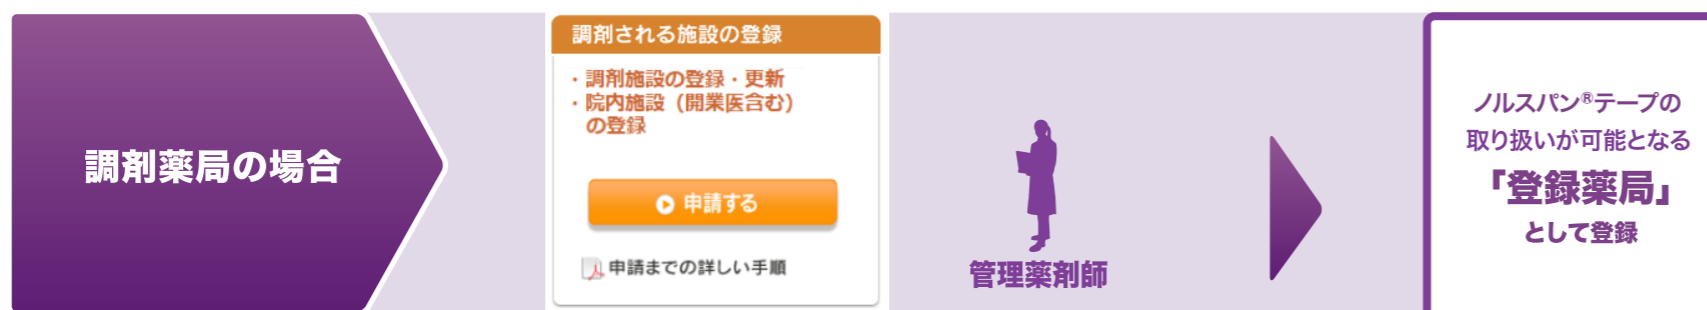 調剤薬局の場合
調剤される施設の登録
・調剤施設の登録・更新
・院内施設（開業医含む）
の登録
申請する
申請までの詳しい手順
管理薬剤師
ノルスパン®テープの
取り扱いが可能となる
「登録薬局」
として登録